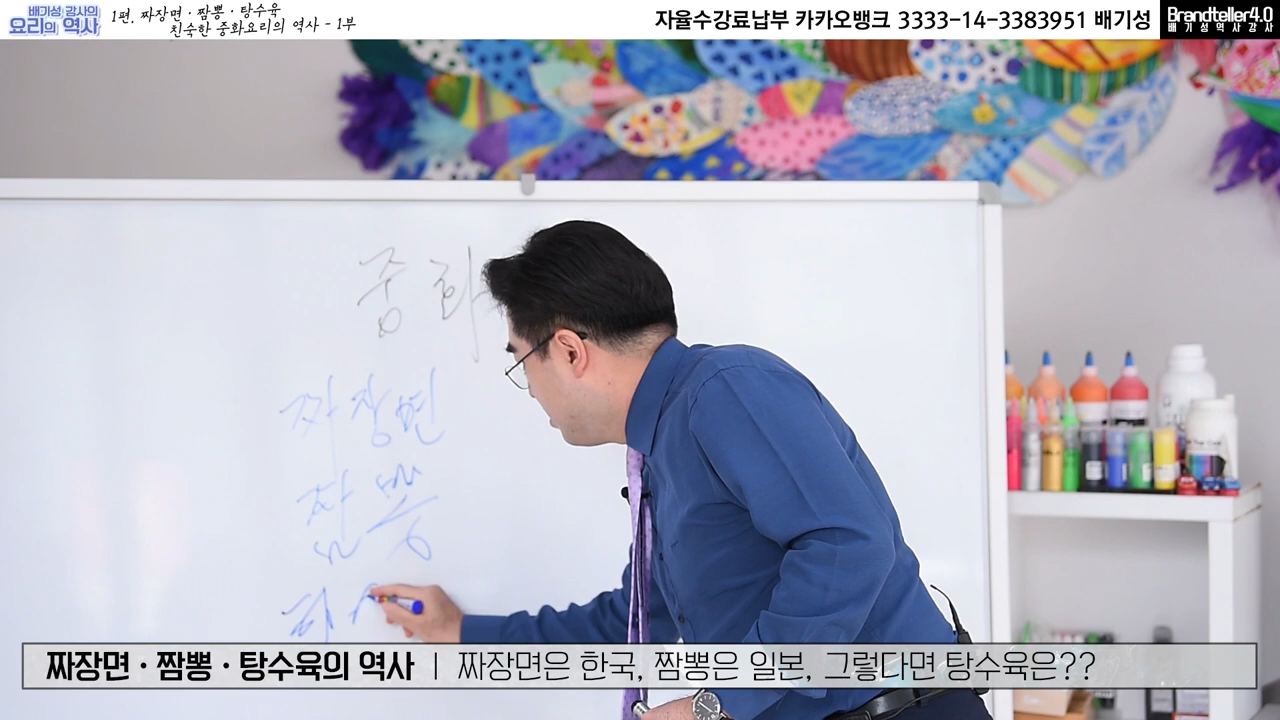 배기성 강사의
요리의 역사
1편. 짜장면·짬뽕·탕수육
친숙한 중화요리의 역사 - 1부
자율수강료납부 카카오뱅크 3333-14-3383951 배기성
Brandteller4.0
배기성역사강사
중화
짜장면
짬뽕
짜장면·짬뽕·탕수육의 역사 | 짜장면은 한국, 짬뽕은 일본, 그렇다면 탕수육은??